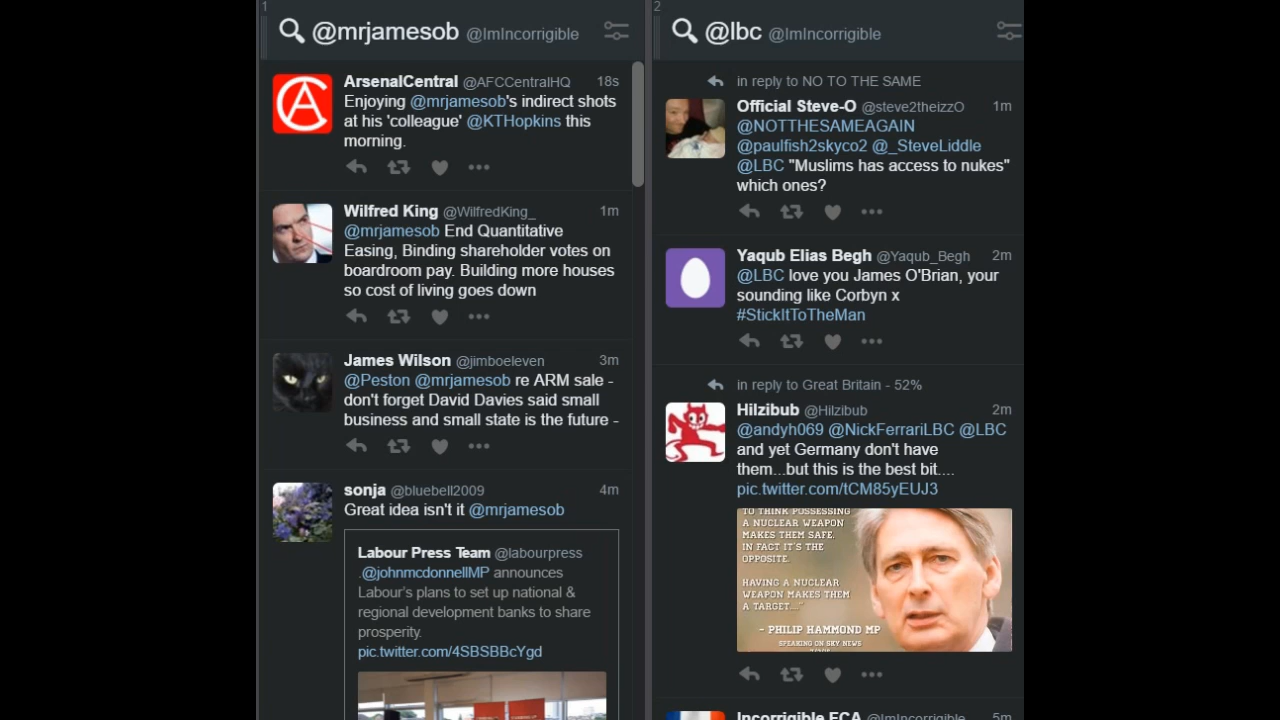 1
@mrjamesob @ImIncorrigible
ArsenalCentral @AFCCentralHQ 18s
Enjoying @mrjamesob's indirect shots
at his 'colleague' @KTHopkins this
morning.
Wilfred King @WilfredKing_ 1m
@mrjamesob End Quantitative
Easing, Binding shareholder votes on
boardroom pay. Building more houses
so cost of living goes down
James Wilson @jimboeleven 3m
@Peston @mrjamesob re ARM sale -
don't forget David Davies said small
business and small state is the future -
sonja @bluebell2009 4m
Great idea isn't it @mrjamesob
Labour Press Team @labourpress
.@johnmcdonnellMP announces
Labour's plans to set up national &
regional development banks to share
prosperity.
pic.twitter.com/4SBSBBcYgd
2
@lbc @ImIncorrigible
in reply to NO TO THE SAME
Official Steve-O @steve2theizzO 1m
@NOTTHESAMEAGAIN
@paulfish2skyco2 @_SteveLiddle
@LBC "Muslims has access to nukes"
which ones?
Yaqub Elias Begh @Yaqub_Begh 2m
@LBC love you James O'Brian, your
sounding like Corbyn x
#StickItToTheMan
in reply to Great Britain - 52%
Hilzibub @Hilzibub 2m
@andyh069 @NickFerrariLBC @LBC
and yet Germany don't have
them...but this is the best bit....
pic.twitter.com/tCM85yEUJ3
TO THINK POSSESSING
A NUCLEAR WEAPON
MAKES THEM SAFE.
IN FACT IT'S THE
OPPOSITE.
HAVING A NUCLEAR
WEAPON MAKES THEM
A TARGET..."
- PHILIP HAMMOND MP
SPEAKING ON SKY NEWS
Incorrigible FCA @ImIncorrigible 5m